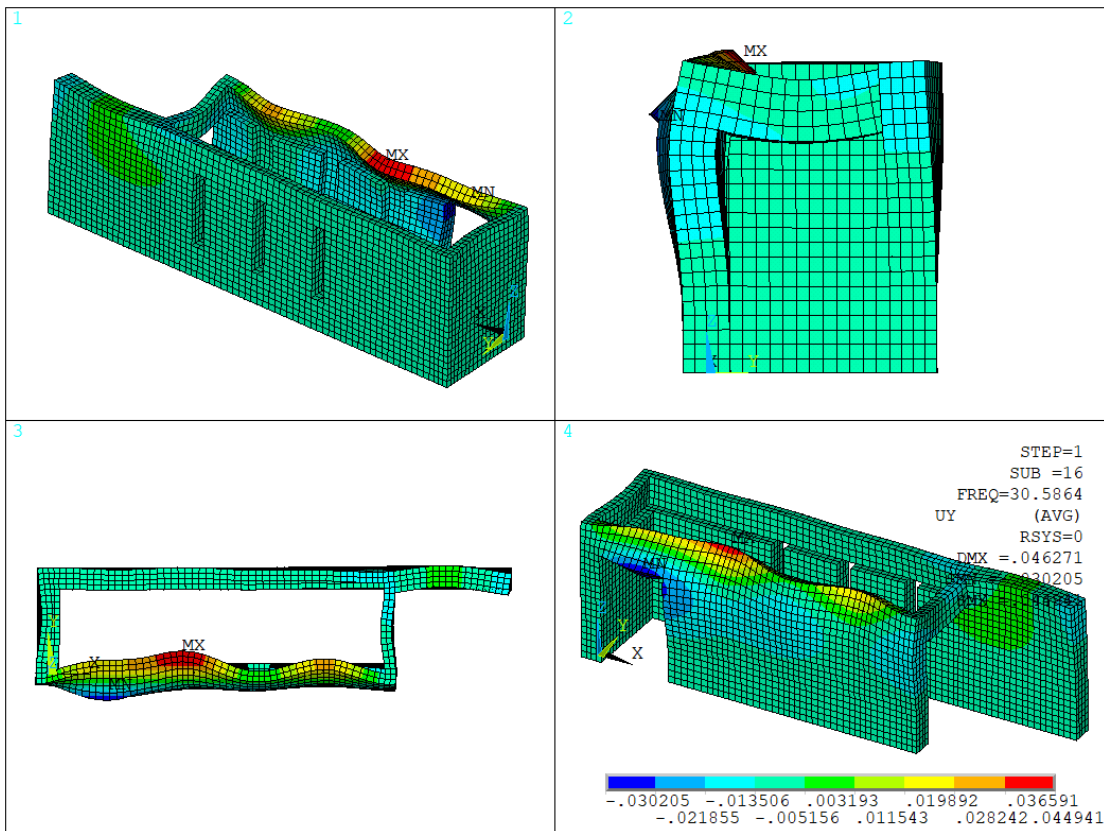 1
MX
MN
X
Z
Y
2
MX
MN
Z
X
Y
3
MX
X
Y
MN
4
STEP=1
SUB =16
FREQ=30.5864
UY (AVG)
RSYS=0
DMX =.046271
MX
Y
X
-.030205 -.013506 .003193 .019892 .036591
-.021855 -.005156 .011543 .028242 .044941